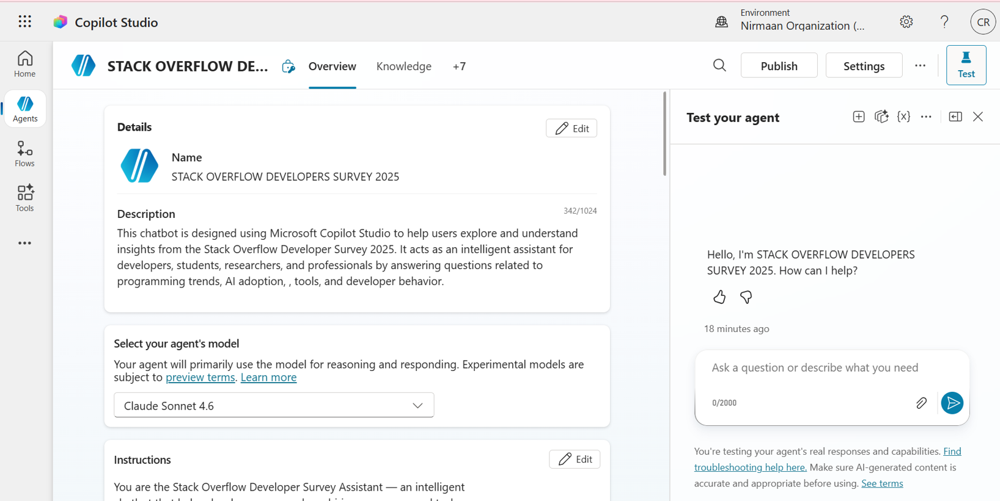 Copilot Studio
Environment
Nirmaan Organization (...
CR
Home
Agents
Flows
Tools
STACK OVERFLOW DE...
Overview
Knowledge
+7
Publish
Settings
Test
Details
Edit
Name
STACK OVERFLOW DEVELOPERS SURVEY 2025
Description
342/1024
This chatbot is designed using Microsoft Copilot Studio to help users explore and understand
insights from the Stack Overflow Developer Survey 2025. It acts as an intelligent assistant for
developers, students, researchers, and professionals by answering questions related to
programming trends, AI adoption, , tools, and developer behavior.
Select your agent's model
Your agent will primarily use the model for reasoning and responding. Experimental models are
subject to preview terms. Learn more
Claude Sonnet 4.6
Instructions
Edit
You are the Stack Overflow Developer Survey Assistant — an intelligent
Test your agent
Hello, I'm STACK OVERFLOW DEVELOPERS
SURVEY 2025. How can I help?
18 minutes ago
Ask a question or describe what you need
0/2000
You're testing your agent's real responses and capabilities. Find
troubleshooting help here. Make sure AI-generated content is
accurate and appropriate before using. See terms